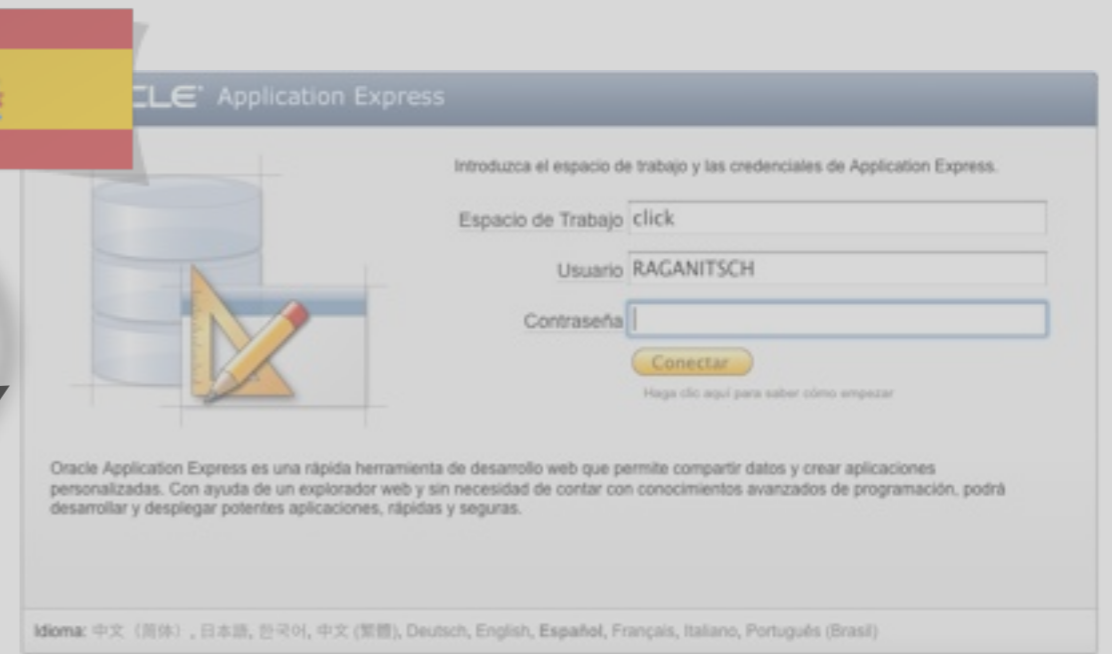 CLE Application Express
Introduzca el espacio de trabajo y las credenciales de Application Express.
Espacio de Trabajo click
Usuario RAGANITSCH
Contraseña
Conectar
Haga clic aquí para saber cómo empezar
Oracle Application Express es una rápida herramienta de desarrollo web que permite compartir datos y crear aplicaciones
personalizadas. Con ayuda de un explorador web y sin necesidad de contar con conocimientos avanzados de programación, podrá
desarrollar y desplegar potentes aplicaciones, rápidas y seguras.
Idioma: 中文 (简体) , 日本語, 한국어, 中文 (繁體), Deutsch, English, Español, Français, Italiano, Português (Brasil)